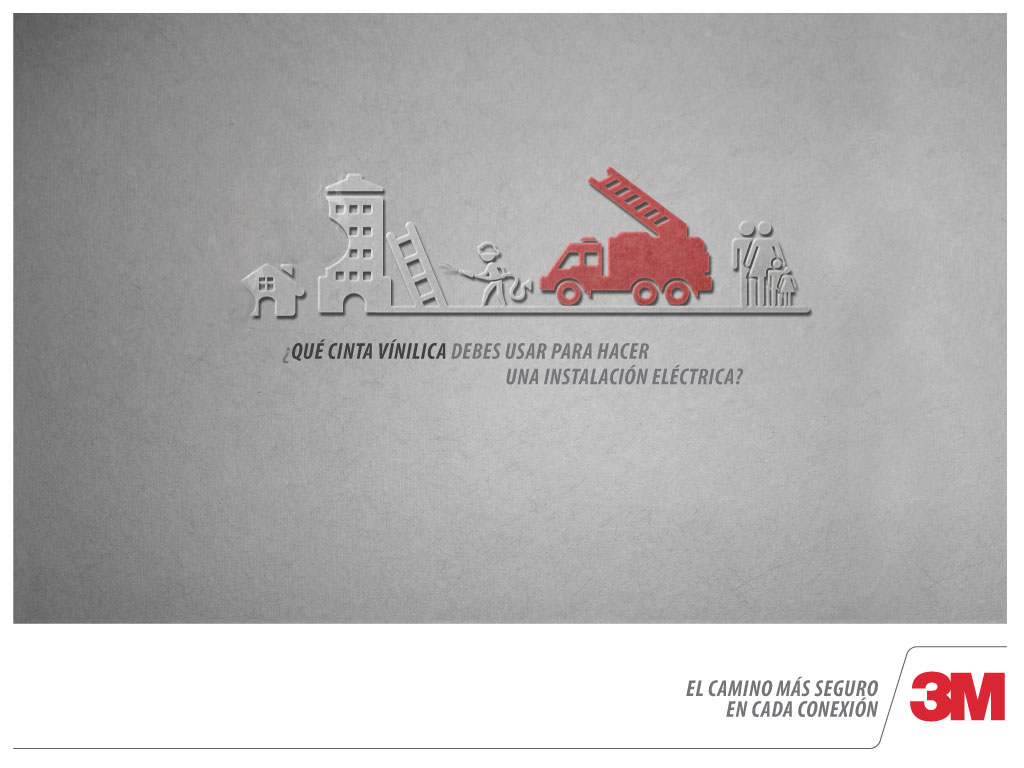 ¿QUÉ CINTA VÍNILICA DEBES USAR PARA HACER
UNA INSTALACIÓN ELÉCTRICA?
EL CAMINO MÁS SEGURO
EN CADA CONEXIÓN
3M